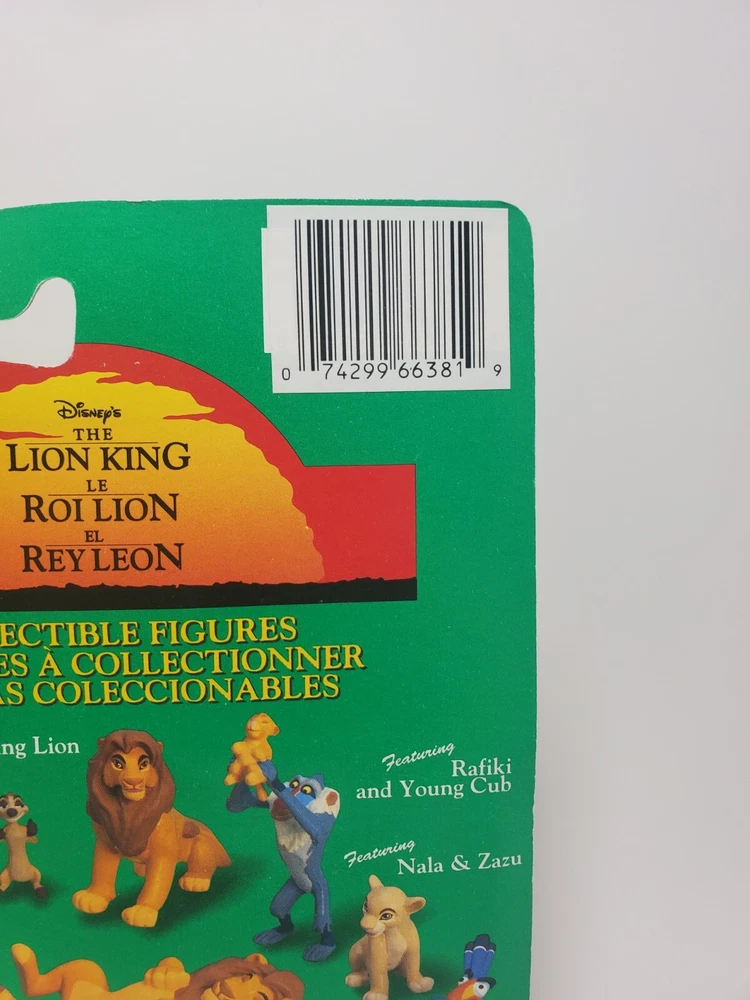 0 74299 66381 9
Disney's
THE
LION KING
LE
ROI LION
EL
REY LEON
ECTIBLE FIGURES
ES À COLLECTIONNER
AS COLECCIONABLES
ng Lion
Featuring
Rafiki
and Young Cub
Featuring
Nala & Zazu